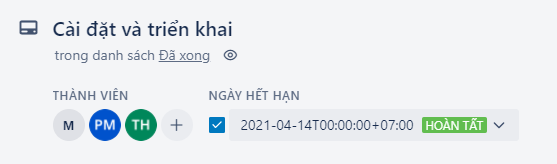 Cài đặt và triển khai
trong danh sách Đã xong
THÀNH VIÊN
NGÀY HẾT HẠN
M PM TH +
2021-04-14T00:00:00+07:00 HOÀN TẤT